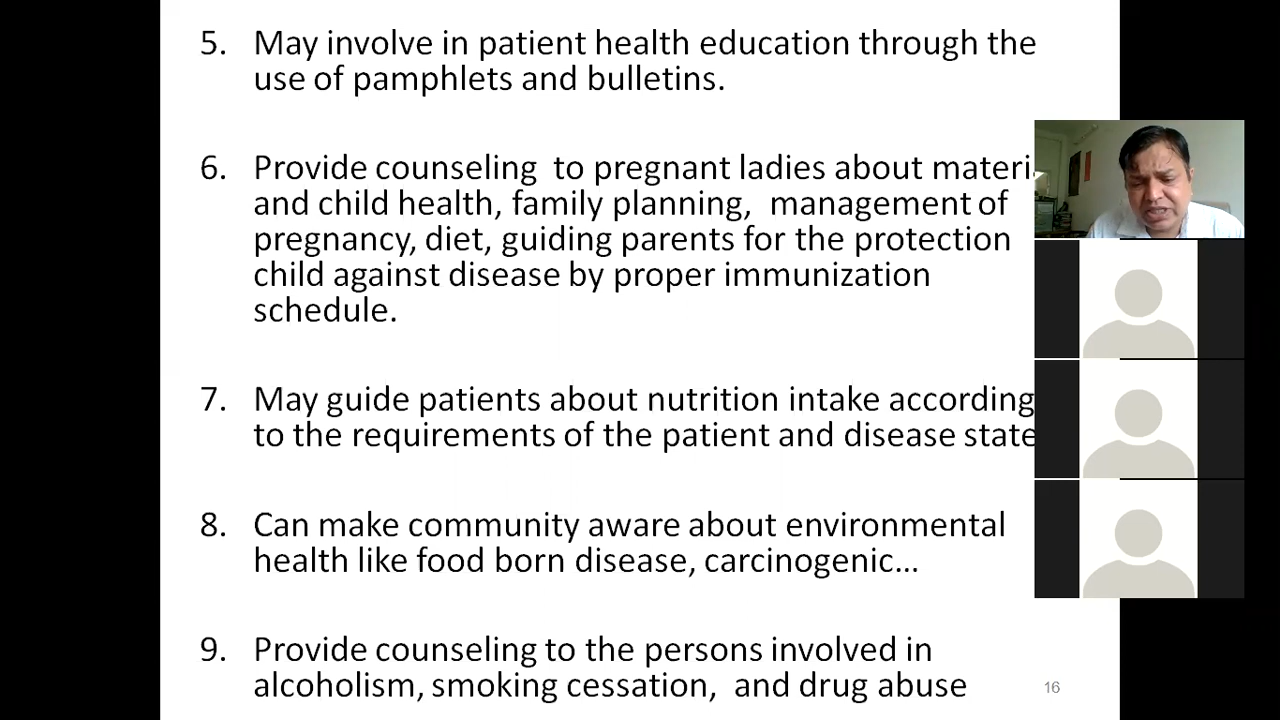 5. May involve in patient health education through the
use of pamphlets and bulletins.
6. Provide counseling to pregnant ladies about materi
and child health, family planning, management of
pregnancy, diet, guiding parents for the protection
child against disease by proper immunization
schedule.
7. May guide patients about nutrition intake according
to the requirements of the patient and disease state
8. Can make community aware about environmental
health like food born disease, carcinogenic...
9. Provide counseling to the persons involved in
alcoholism, smoking cessation, and drug abuse
16